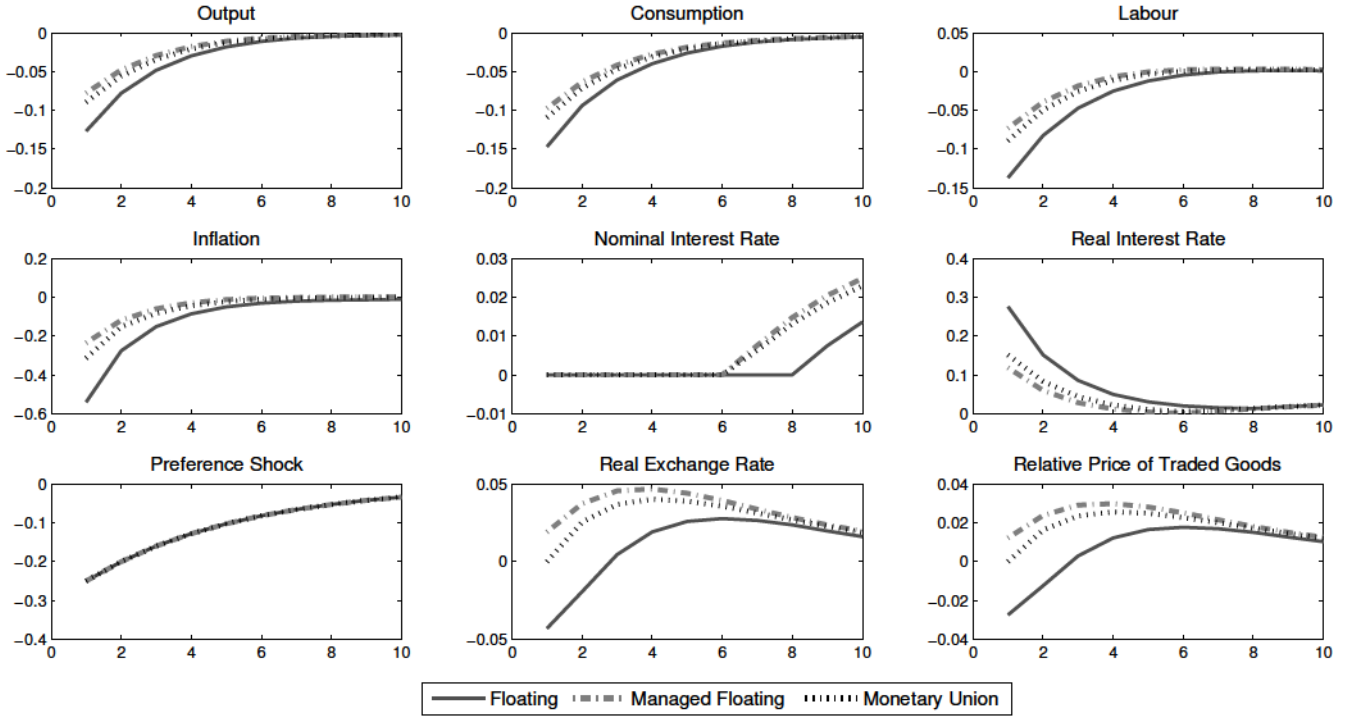 Output
Consumption
Labour
0
−0.05
−0.1
−0.15
−0.2
0 2 4 6 8 10
0
−0.05
−0.1
−0.15
−0.2
0 2 4 6 8 10
0.05
0
−0.05
−0.1
−0.15
0 2 4 6 8 10
Inflation
Nominal Interest Rate
Real Interest Rate
0.2
0
−0.2
−0.4
−0.6
0 2 4 6 8 10
0.03
0.02
0.01
0
−0.01
0 2 4 6 8 10
0.4
0.3
0.2
0.1
0
0 2 4 6 8 10
Preference Shock
Real Exchange Rate
Relative Price of Traded Goods
0
−0.1
−0.2
−0.3
−0.4
0 2 4 6 8 10
0.05
0
−0.05
0 2 4 6 8 10
0.04
0.02
0
−0.02
−0.04
0 2 4 6 8 10
Floating Managed Floating Monetary Union